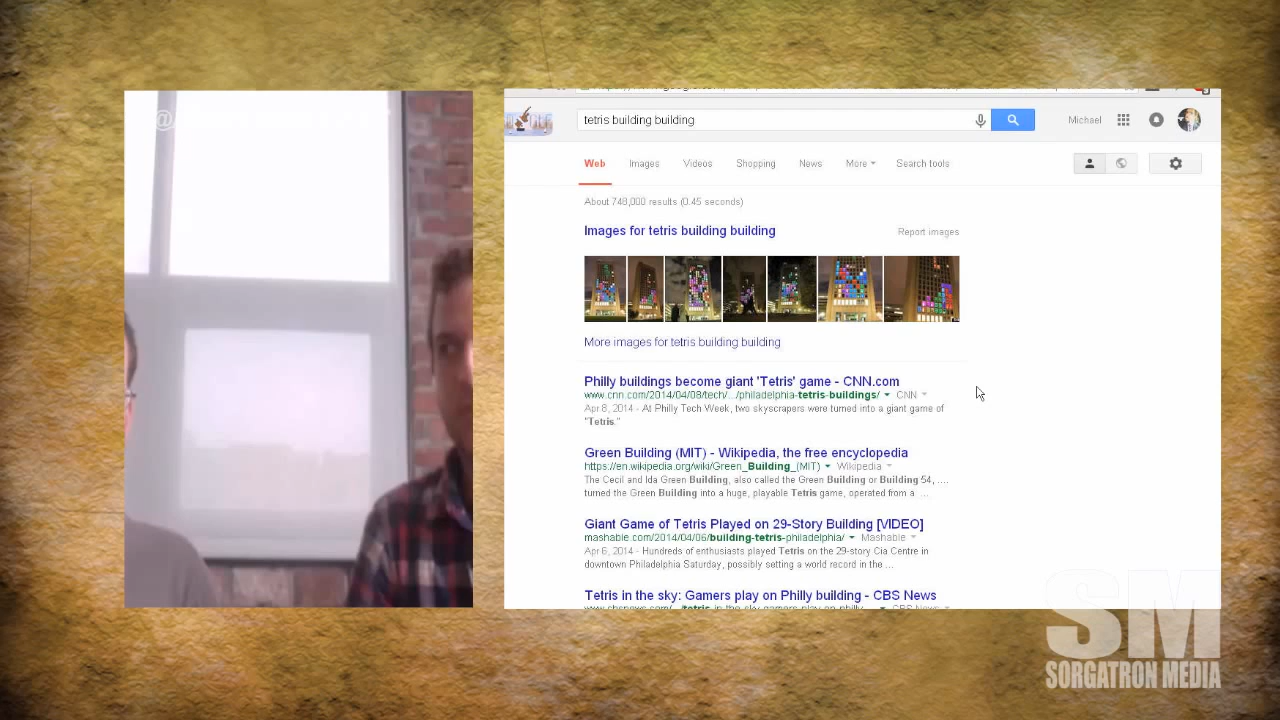 @
tetris building building
Michael
Web Images Videos Shopping News More Search tools
About 748,000 results (0.45 seconds)
Images for tetris building building
Report images
More images for tetris building building
Philly buildings become giant 'Tetris' game - CNN.com
www.cnn.com/2014/04/08/tech/.../philadelphia-tetris-buildings/ CNN
Apr 8, 2014 - At Philly Tech Week, two skyscrapers were turned into a giant game of
"Tetris."
Green Building (MIT) - Wikipedia, the free encyclopedia
https://en.wikipedia.org/wiki/Green_Building_(MIT) Wikipedia
The Cecil and Ida Green Building, also called the Green Building or Building 54, ....
turned the Green Building into a huge, playable Tetris game, operated from a ...
Giant Game of Tetris Played on 29-Story Building [VIDEO]
mashable.com/2014/04/06/building-tetris-philadelphia/ Mashable
Apr 6, 2014 - Hundreds of enthusiasts played Tetris on the 29-story Cia Centre in
downtown Philadelphia Saturday, possibly setting a world record in the ...
Tetris in the sky: Gamers play on Philly building - CBS News
SM
SORGATRON MEDIA